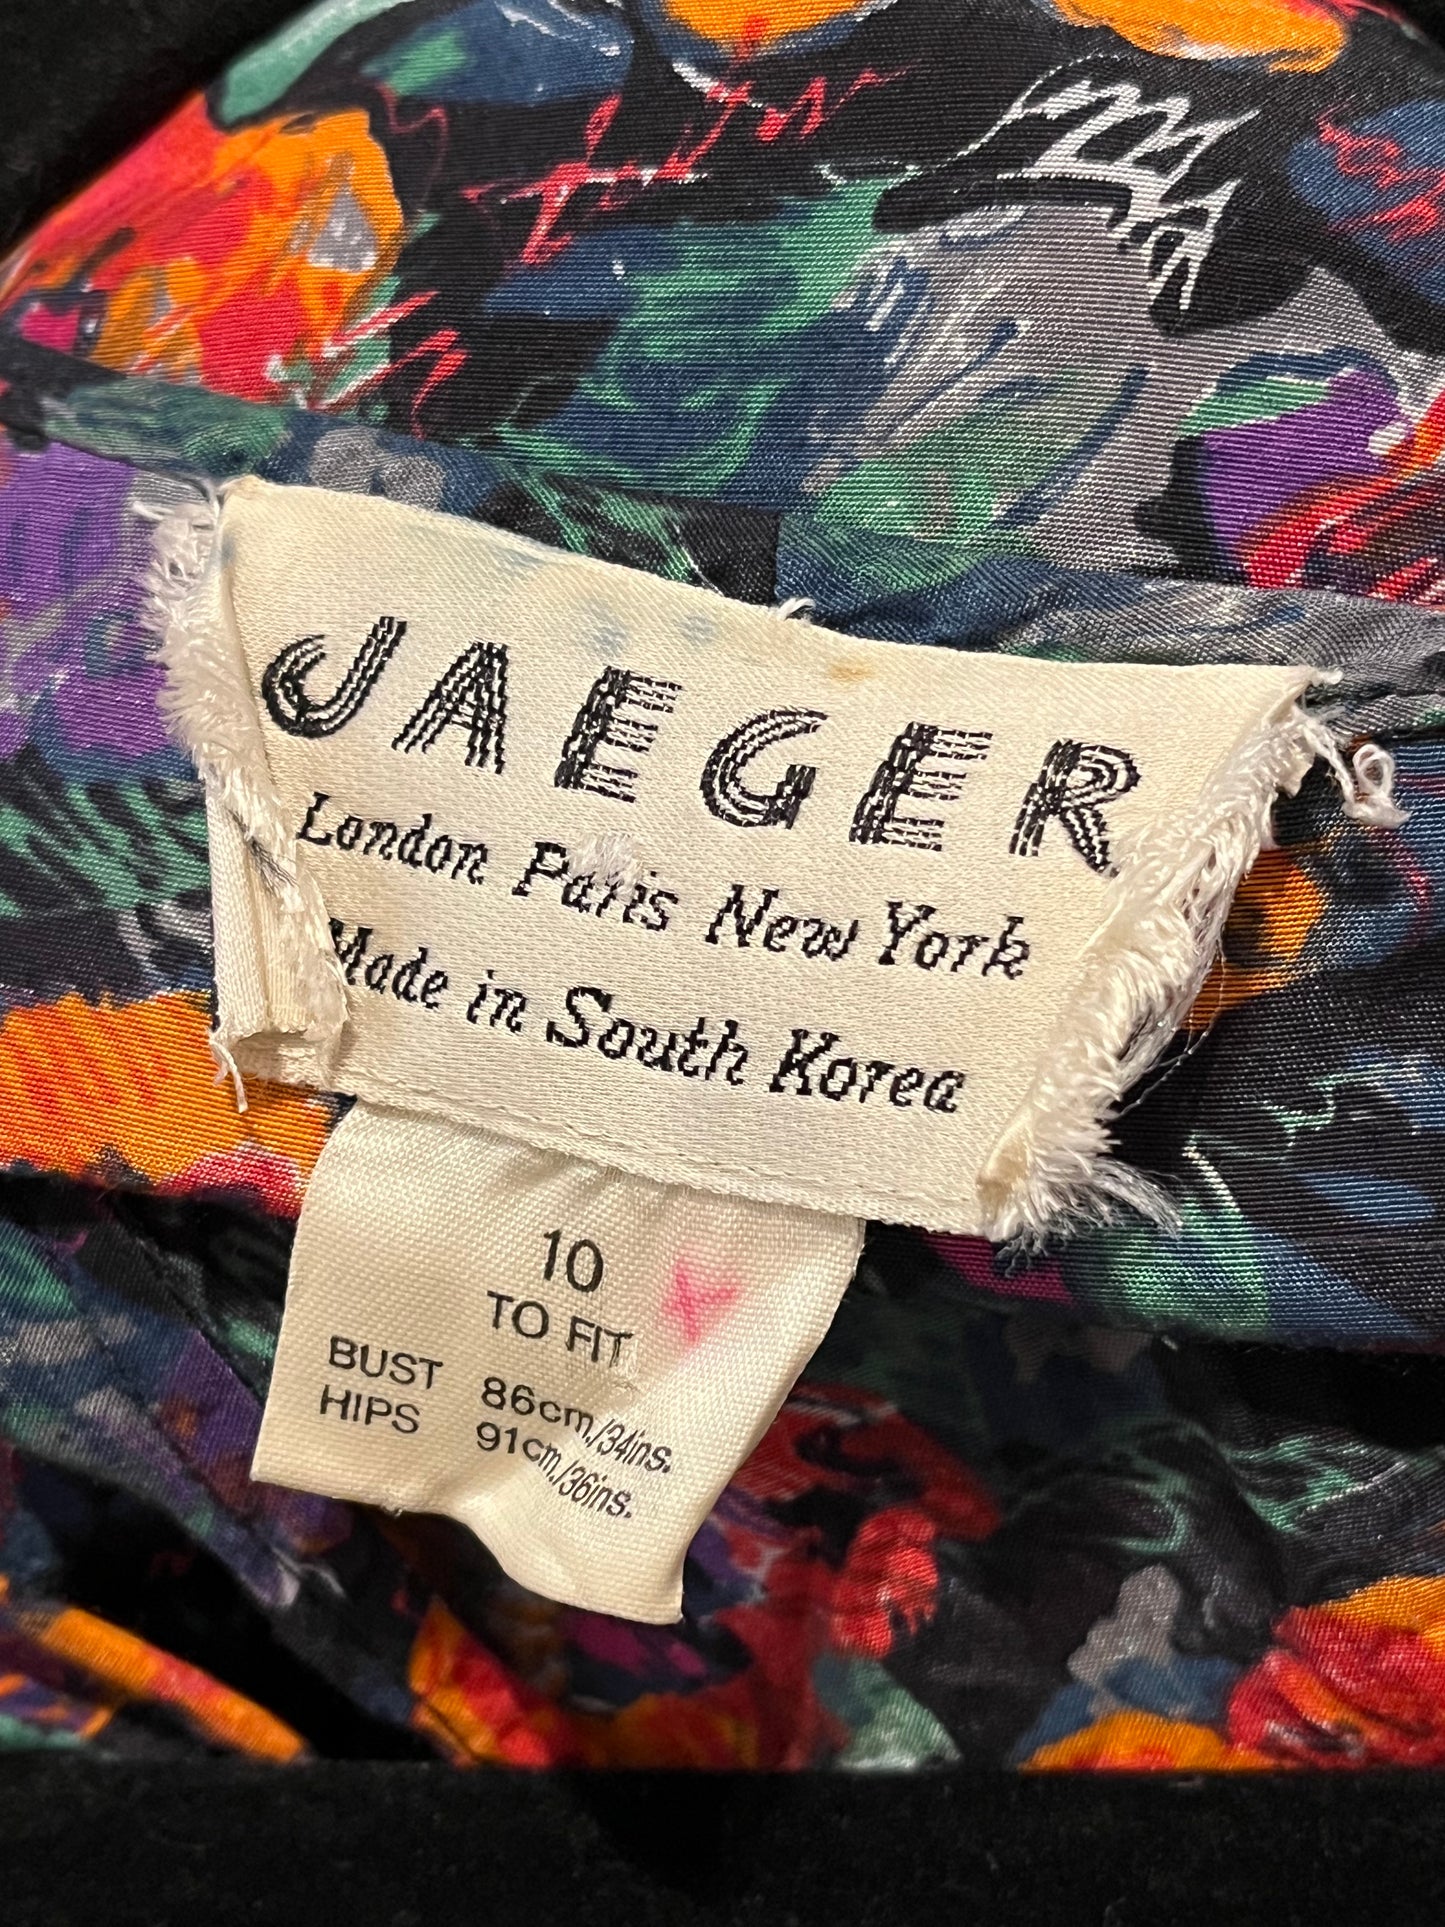 JAEGER
London Paris New York
Made in South Korea
10
TO FIT
BUST 86cm/34ins.
HIPS 91cm/36ins.